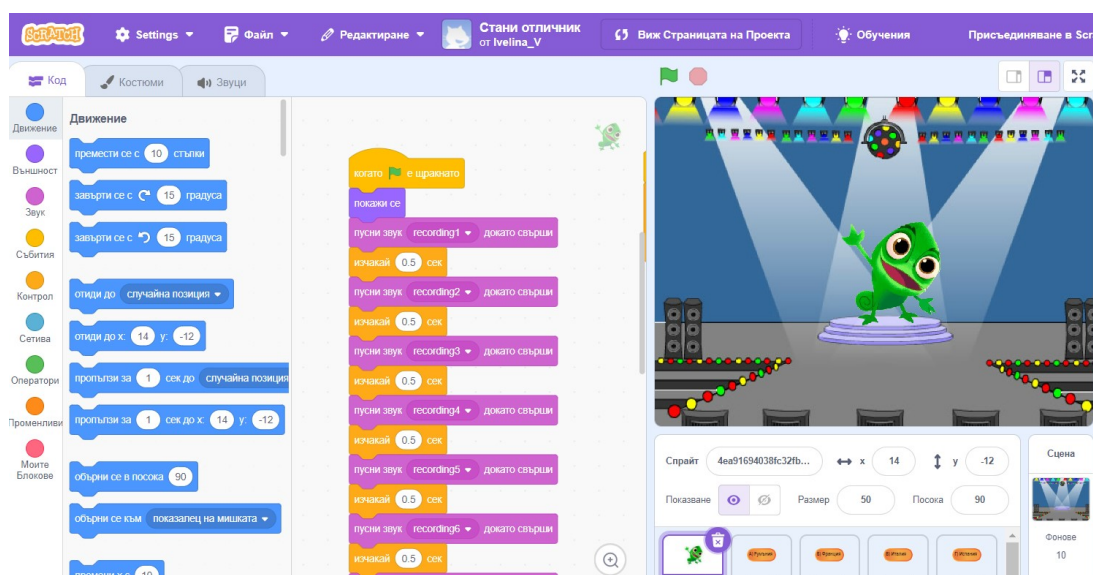 SCRATCH
Settings
Файл
Редактиране
Стани отличник
от Ivelina_V
Виж Страницата на Проекта
Обучения
Присъединяване в Scr
Код
Костюми
Звуци
Движение
Външност
Звук
Събития
Контрол
Сетива
Оператори
Променливи
Моите
Блокове
Движение
премести се с 10 стъпки
завърти се с 15 градуса
завърти се с 15 градуса
отиди до случайна позиция
отиди до x: 14 y: -12
пропълзи за 1 сек до случайна позиция
пропълзи за 1 сек до x: 14 y: -12
обърни се в посока 90
обърни се към показалец на мишката
промени x с 10
когато е щракнато
покажи се
пусни звук recording1 докато свърши
изчакай 0.5 сек
пусни звук recording2 докато свърши
изчакай 0.5 сек
пусни звук recording3 докато свърши
изчакай 0.5 сек
пусни звук recording4 докато свърши
изчакай 0.5 сек
пусни звук recording5 докато свърши
изчакай 0.5 сек
пусни звук recording6 докато свърши
изчакай 0.5 сек
Спрайт 4ea91694038fc32fb... x 14 y -12
Показване Размер 50 Посока 90
Сцена
Фонове
10